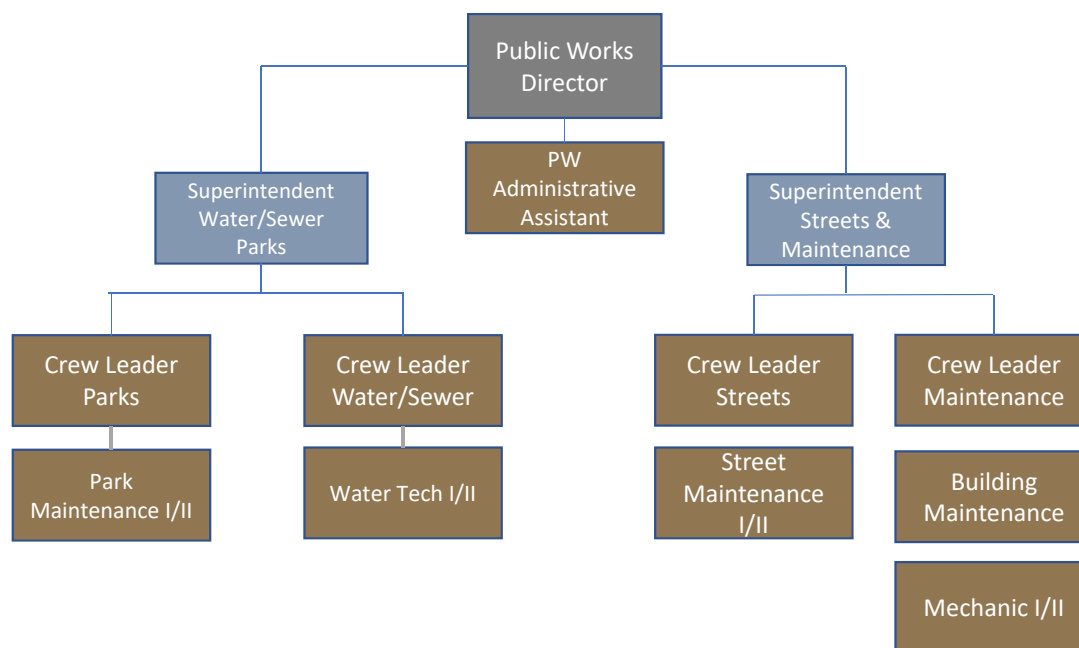 Public Works
Director
PW
Administrative
Assistant
Superintendent
Water/Sewer
Parks
Superintendent
Streets &
Maintenance
Crew Leader
Parks
Crew Leader
Water/Sewer
Crew Leader
Streets
Crew Leader
Maintenance
Park
Maintenance I/II
Water Tech I/II
Street
Maintenance
I/II
Building
Maintenance
Mechanic I/II